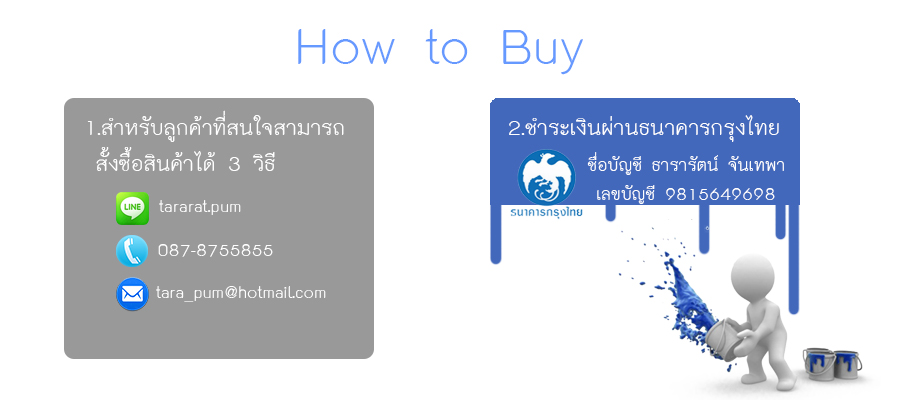 How to Buy
1.สำหรับลูกค้าที่สนใจสามารถ
สั้งซื้อสินค้าได้ 3 วิธี
LINE
tararat.pum
087-8755855
tara_pum@hotmail.com
2.ชำระเงินผ่านธนาคารกรุงไทย
ชื่อบัญชี ธารารัตน์ จันเทพา
เลขบัญชี 9815649698
ธนาคารกรุงไทย